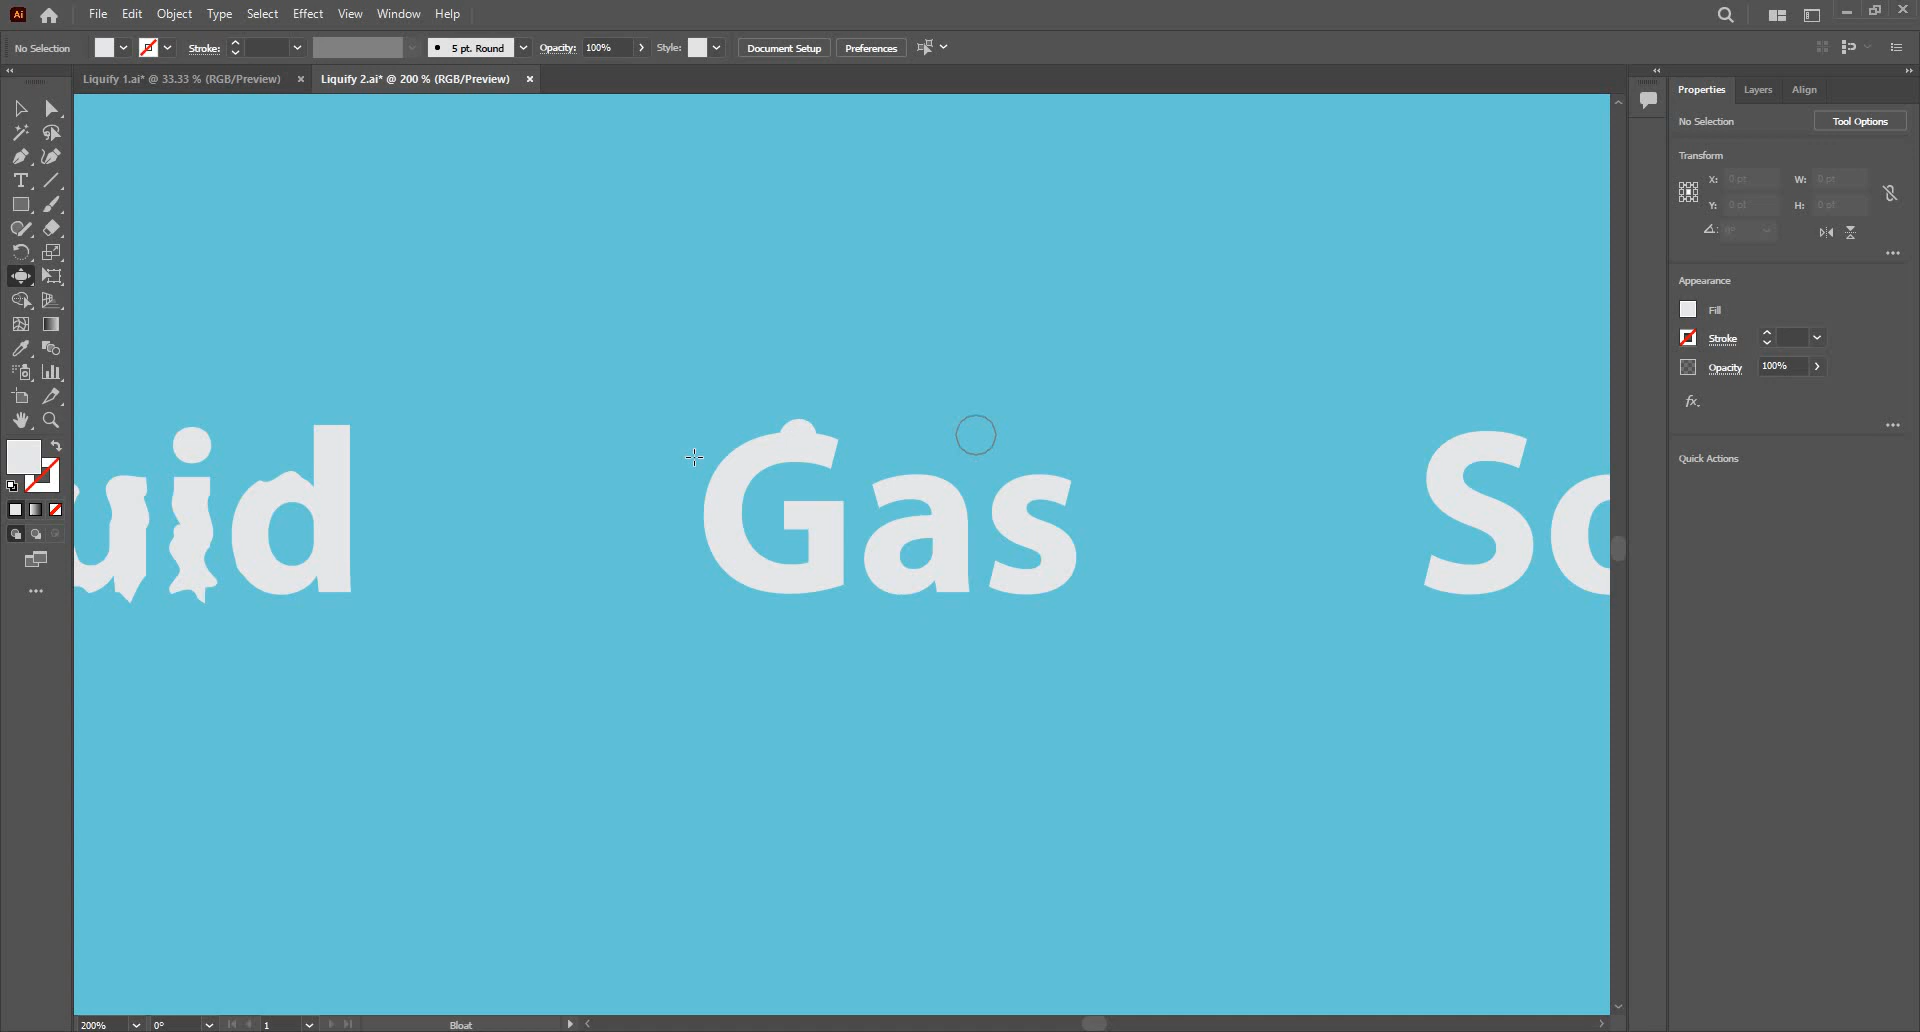 Ai File Edit Object Type Select Effect View Window Help
No Selection Stroke: 5 pt. Round Opacity: 100% Style: Document Setup Preferences
Liquify 1.ai* @ 33.33 % (RGB/Preview) × Liquify 2.ai* @ 200 % (RGB/Preview) ×
Properties Layers Align
No Selection Tool Options
Transform
X: 0 pt W: 0 pt
Y: 0 pt H: 0 pt
0°
Appearance
Fill
Stroke
Opacity 100%
fx.
Quick Actions
uid Gas So
200% 0° 1 Bloat